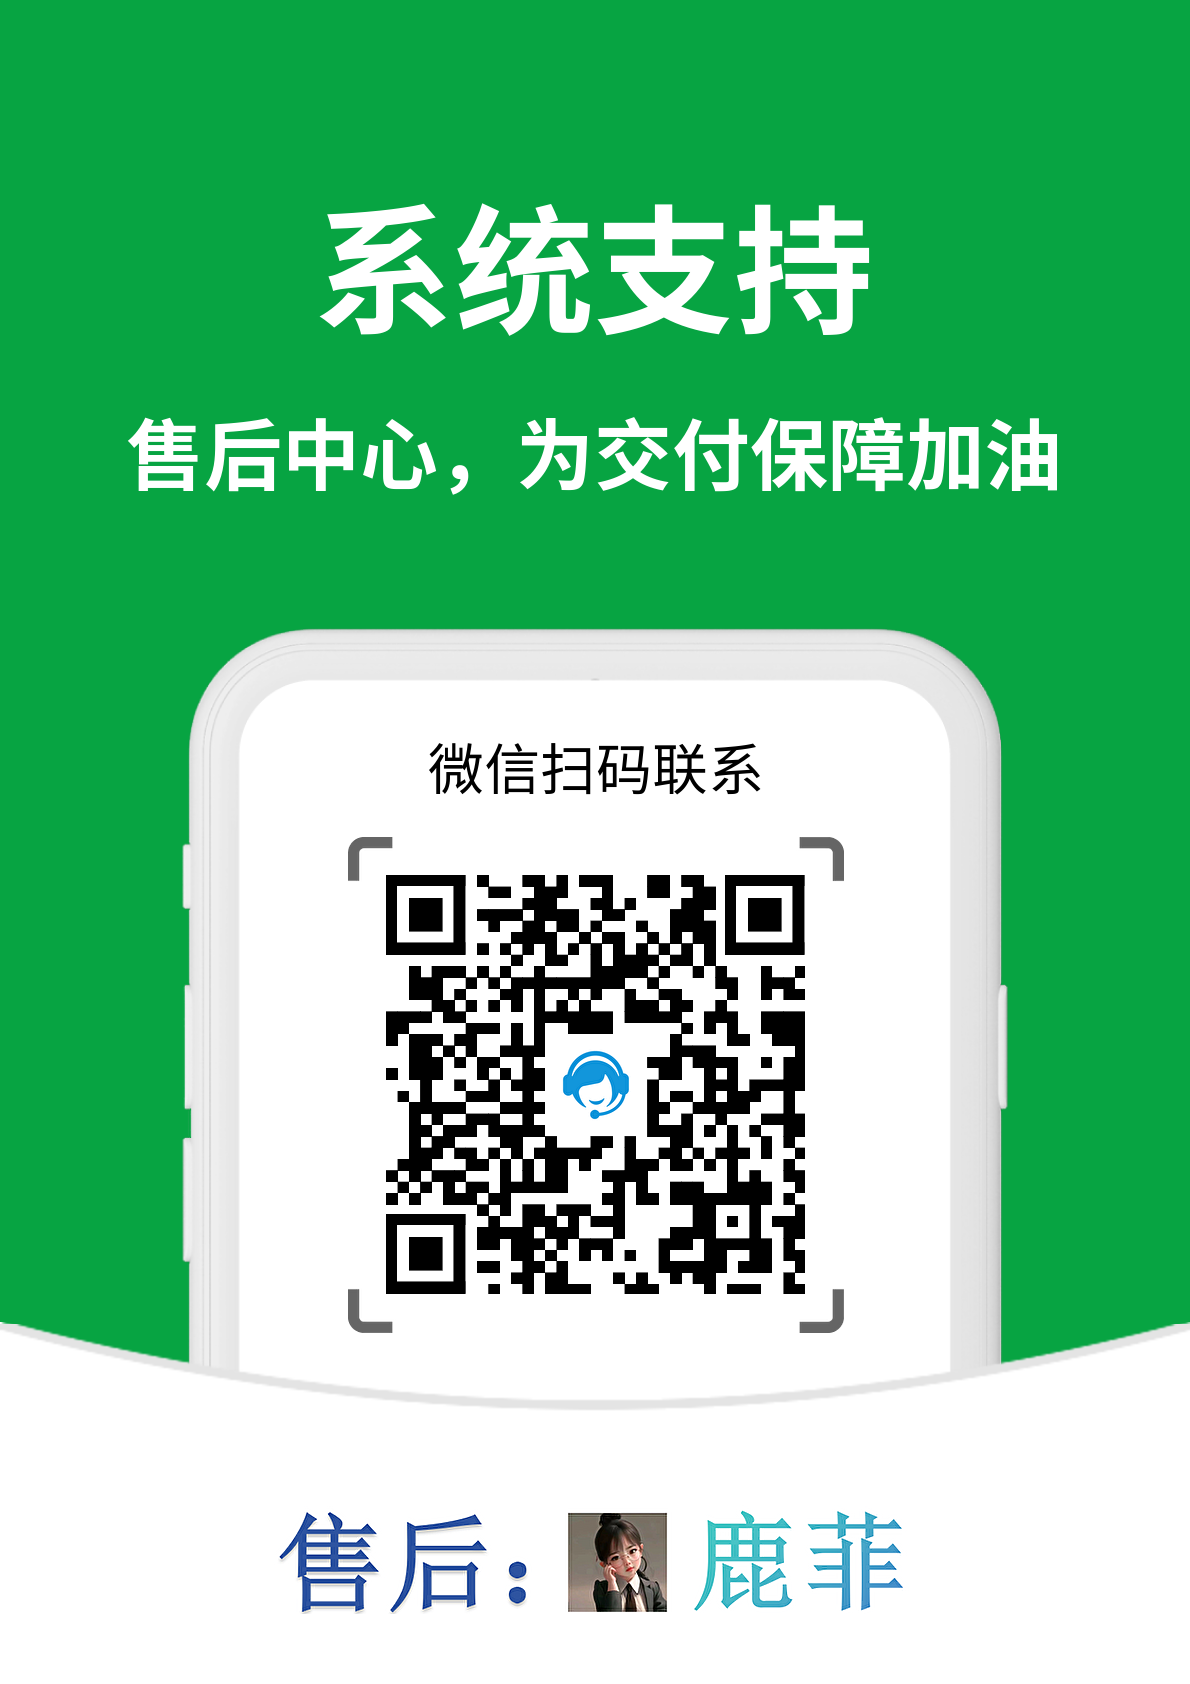 系统支持
售后中心，为交付保障加油
微信扫码联系
售后：鹿菲